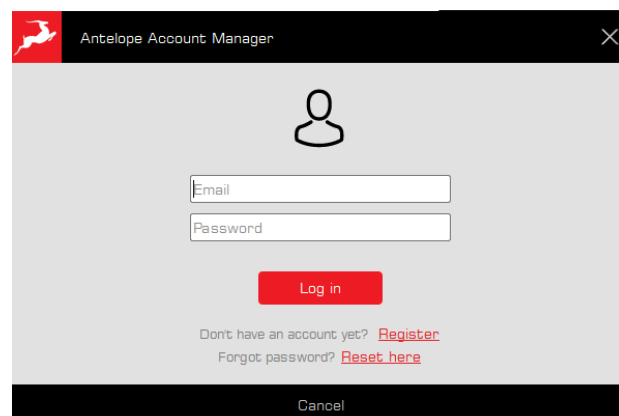 Antelope Account Manager
Email
Password
Log in
Don't have an account yet? Register
Forgot password? Reset here
Cancel